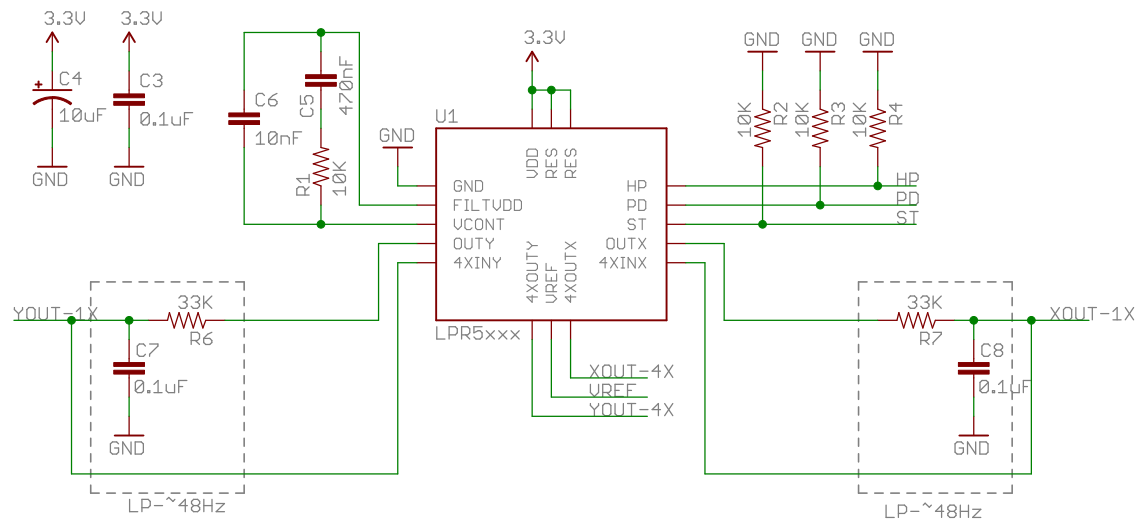 3.3V
3.3V
C4
10uF
C3
0.1uF
GND
GND
C6
10nF
C5
470nF
R1
10K
GND
3.3V
U1
VDD
RES
RES
GND
FILTVDD
VCONT
OUTY
4XINY
HP
PD
ST
OUTX
4XINX
4XOUTY
VREF
4XOUTX
LPR5xxx
GND
GND
GND
10K
R2
10K
R3
10K
R4
HP
PD
ST
YOUT-1X
33K
R6
C7
0.1uF
GND
LP-~48Hz
XOUT-4X
VREF
YOUT-4X
33K
R7
XOUT-1X
C8
0.1uF
GND
LP-~48Hz